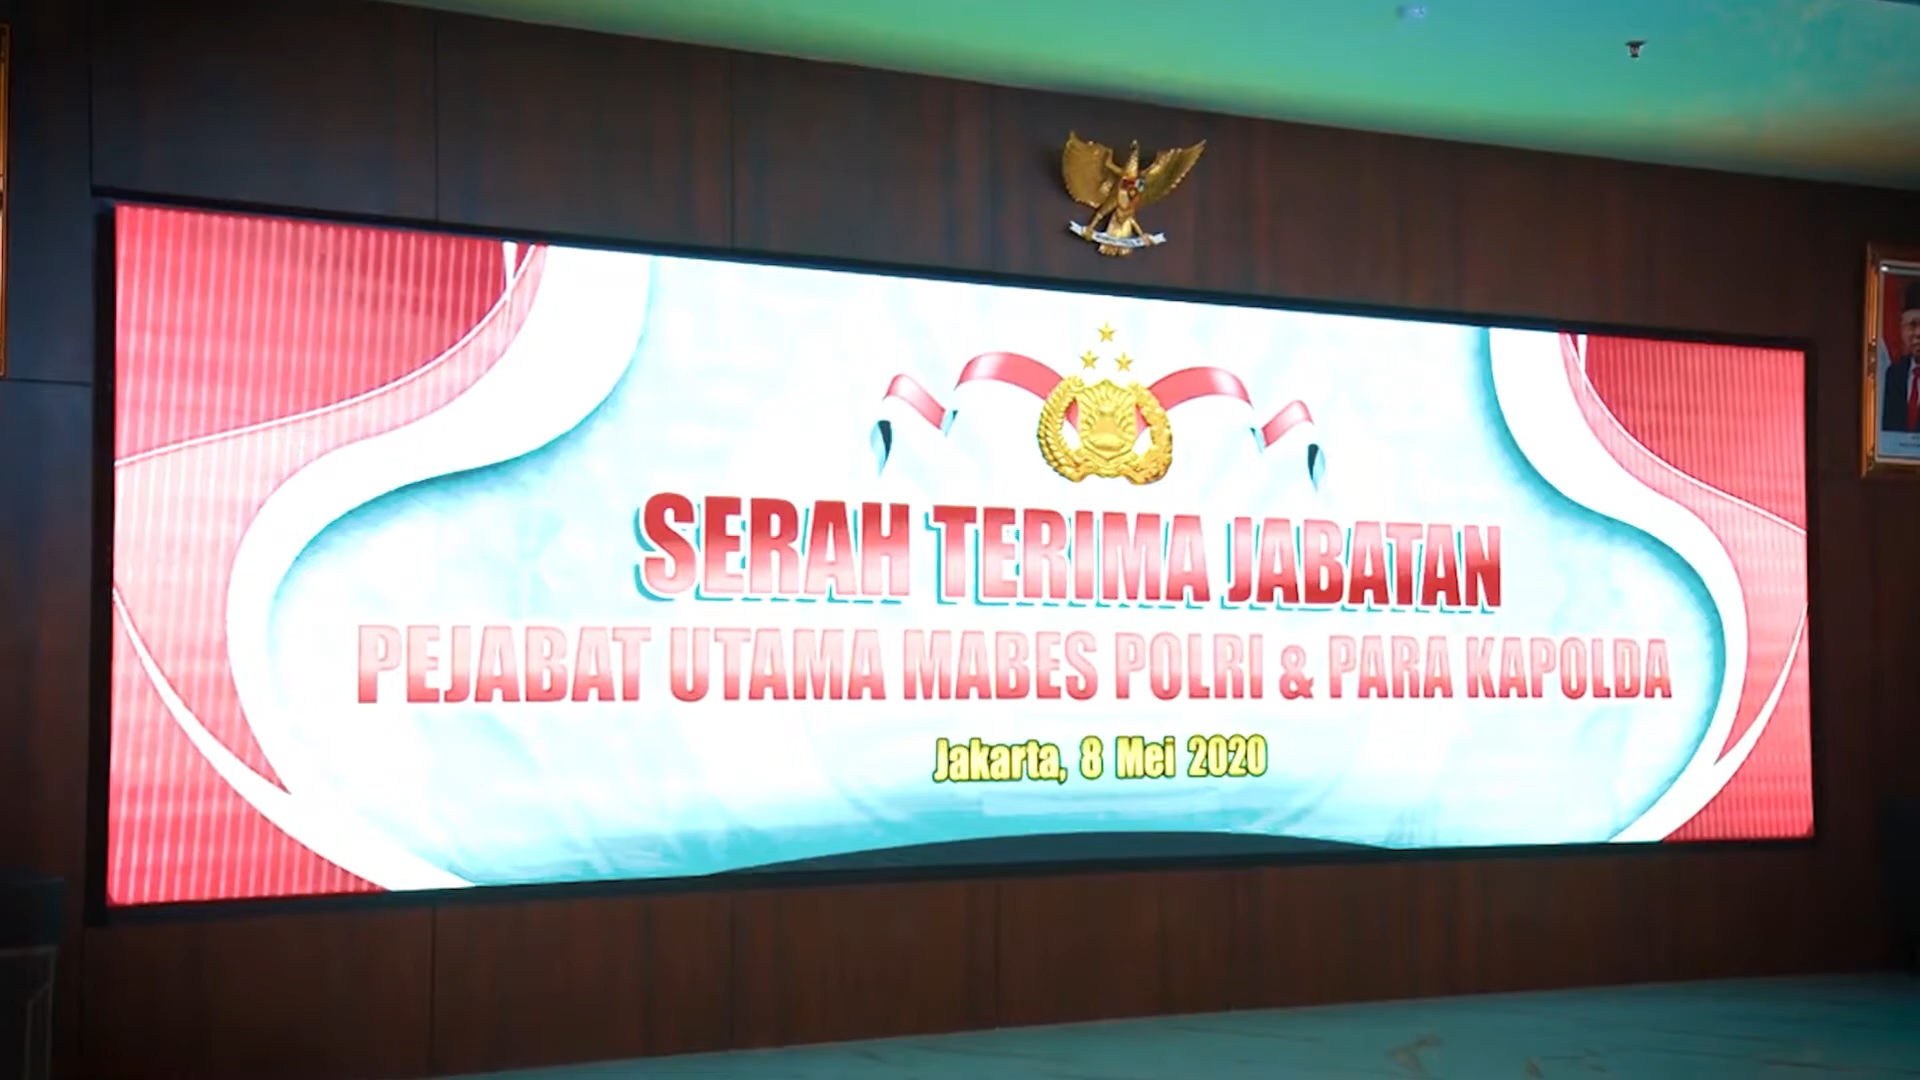 SERAH TERIMA JABATAN
PEJABAT UTAMA MABES POLRI & PARA KAPOLDA
Jakarta, 8 Mei 2020